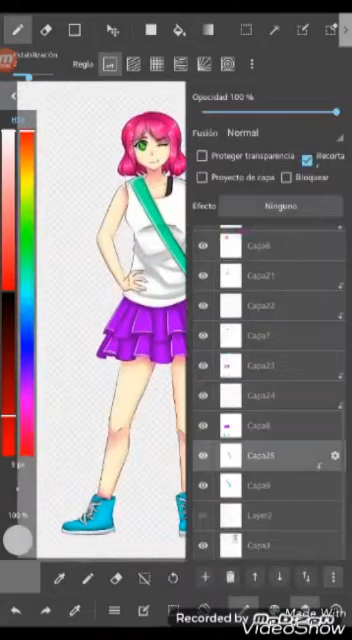 Estabilización
Regla
HSV
Opacidad 100 %
Fusión Normal
Proteger transparencia
Recorta
r
Proyecto de capa
Bloquear
Efecto Ninguno
Capa6
Capa21
Capa22
Capa7
Capa23
Capa24
Capa8
Capa25
Capa9
Layer2
Capa3
5 px
100 %
Made With
Recorded by
VideoShow